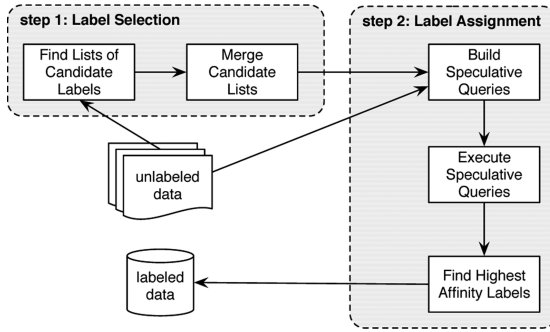 step 1: Label Selection
Find Lists of
Candidate
Labels
Merge
Candidate
Lists
step 2: Label Assignment
Build
Speculative
Queries
Execute
Speculative
Queries
Find Highest
Affinity Labels
unlabeled
data
labeled
data